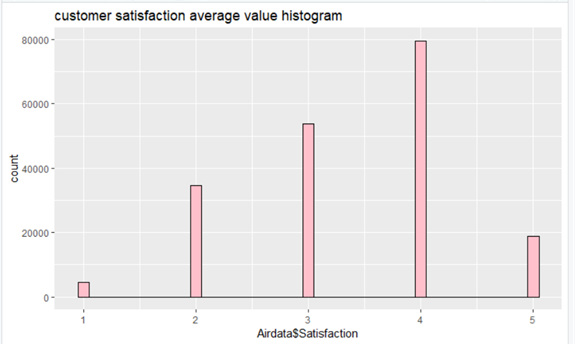 customer satisfaction average value histogram
80000
60000
40000
20000
0
count
1 2 3 4 5
Airdata$Satisfaction